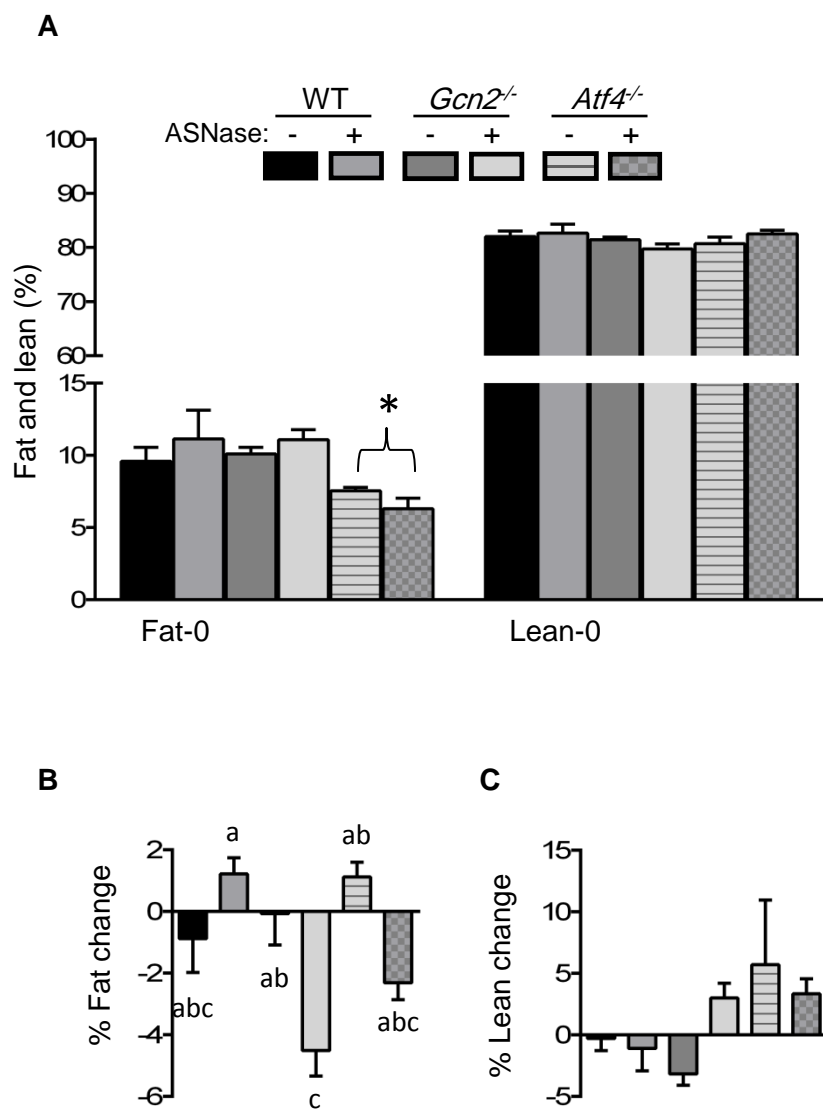 A
WT Gcn2-/- Atf4-/-
ASNase: - + - + - +
100
90
80
70
60
15
10
5
0
Fat and lean (%)
*
Fat-0 Lean-0
B
% Fat change
2
0
-2
-4
-6
abc
a
ab
c
ab
abc
C
% Lean change
15
10
5
0
-5